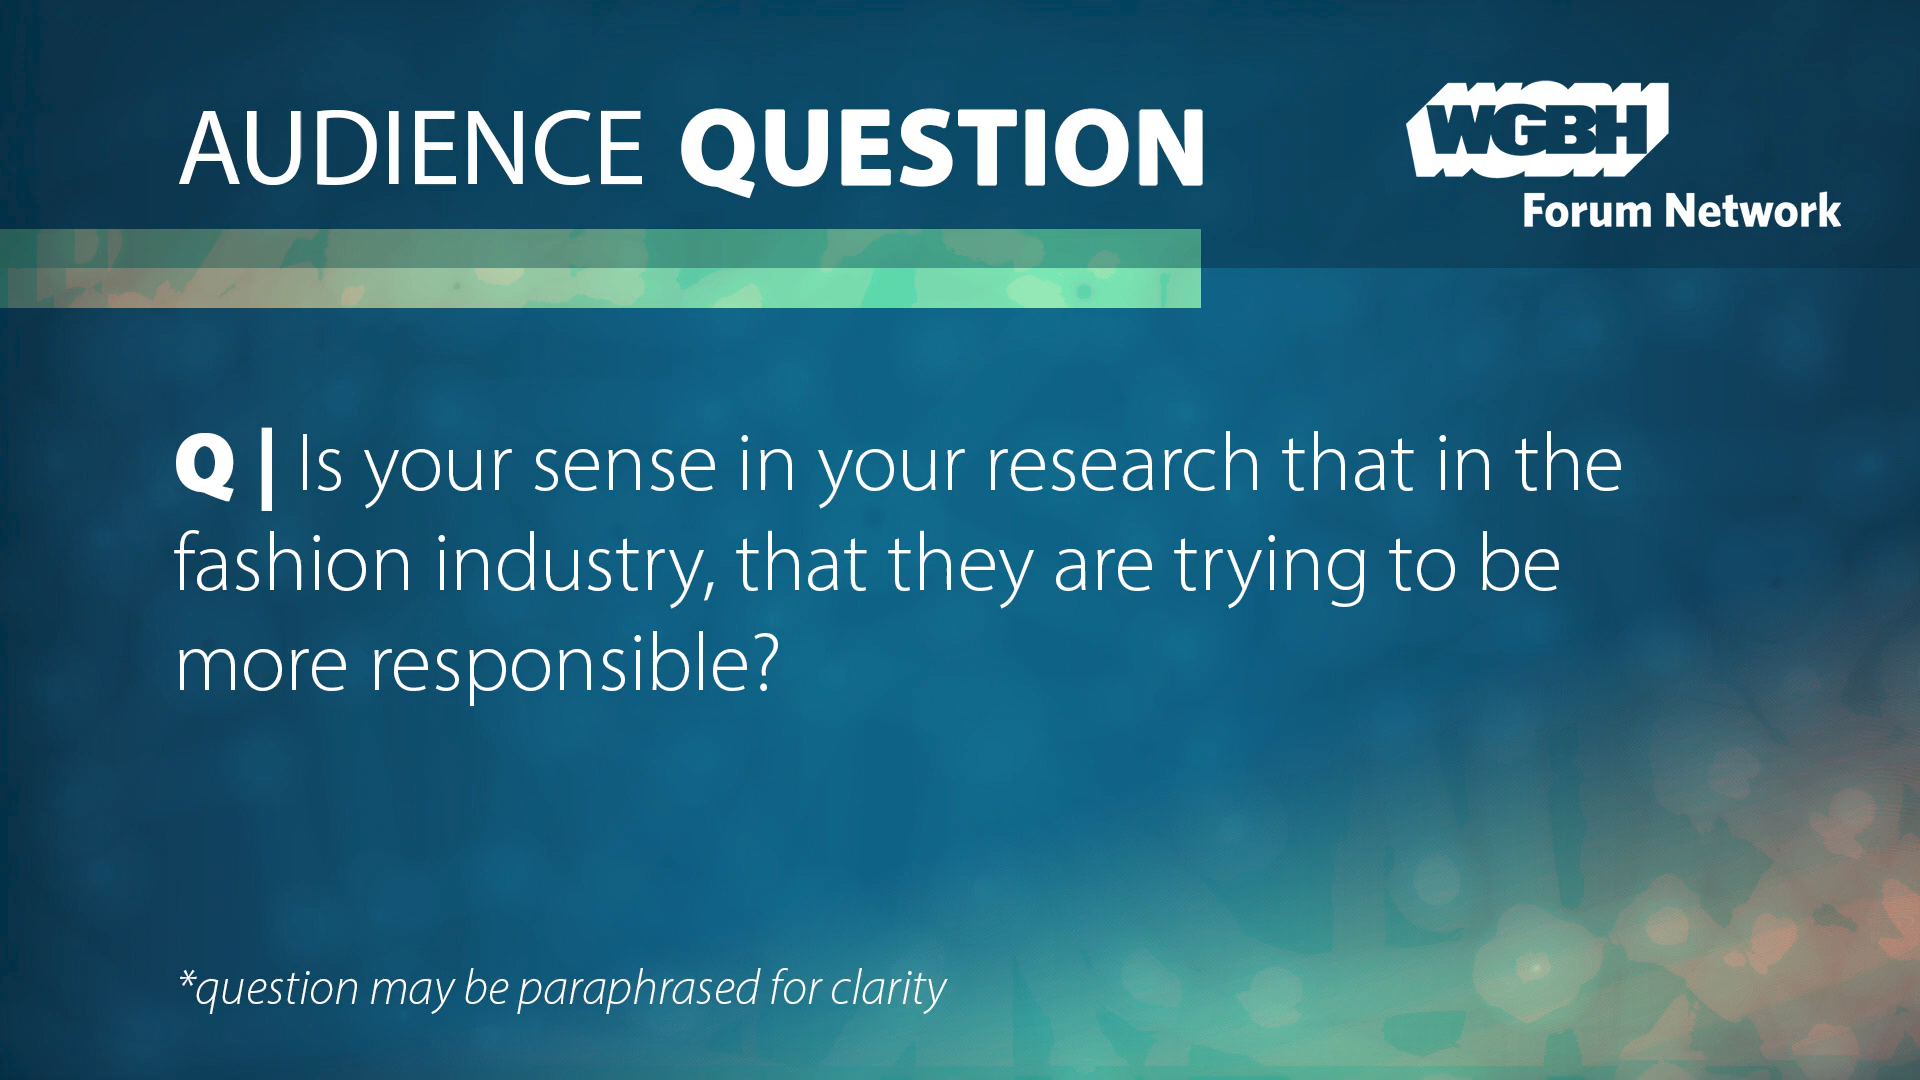 AUDIENCE QUESTION
WGBH
Forum Network
Q | Is your sense in your research that in the
fashion industry, that they are trying to be
more responsible?
*question may be paraphrased for clarity